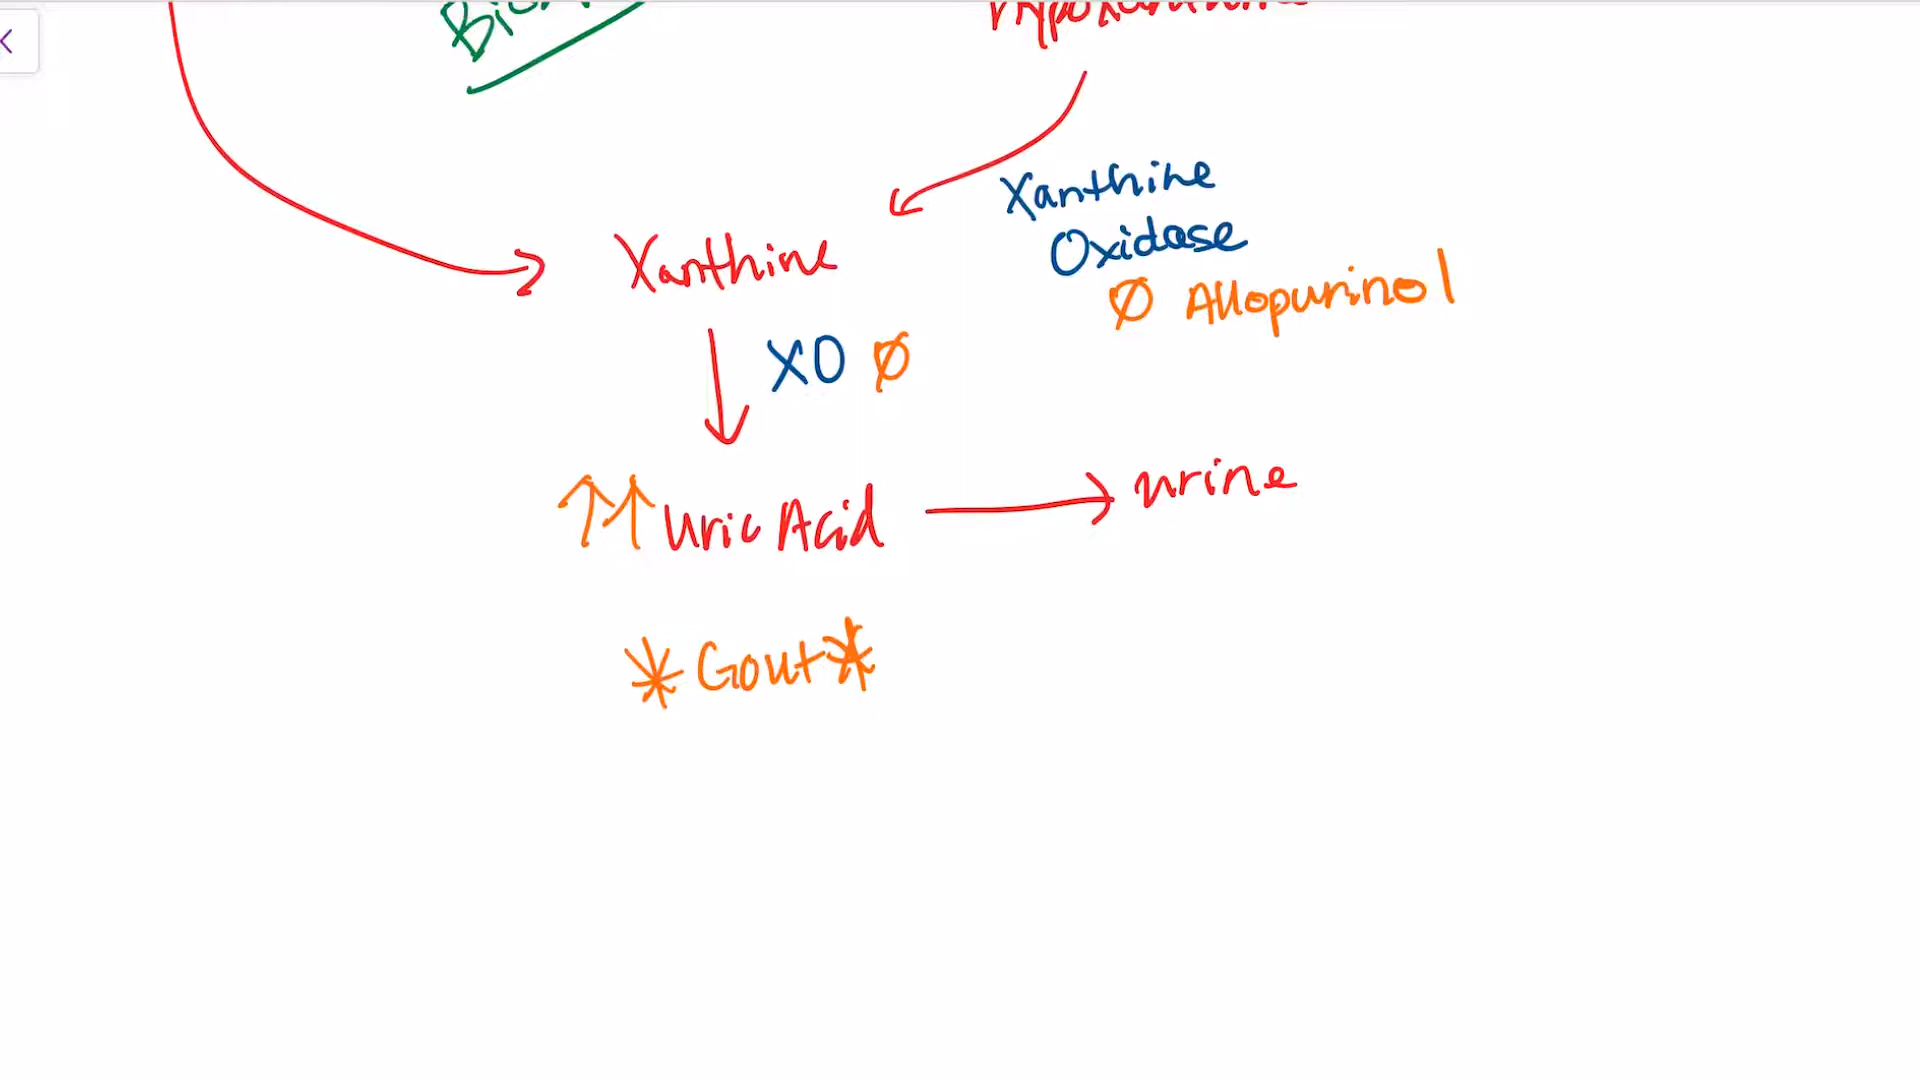 Xanthine
Oxidase
Ø Allopurinol
Xanthine
XO Ø
↑↑ Uric Acid → urine
* Gout *